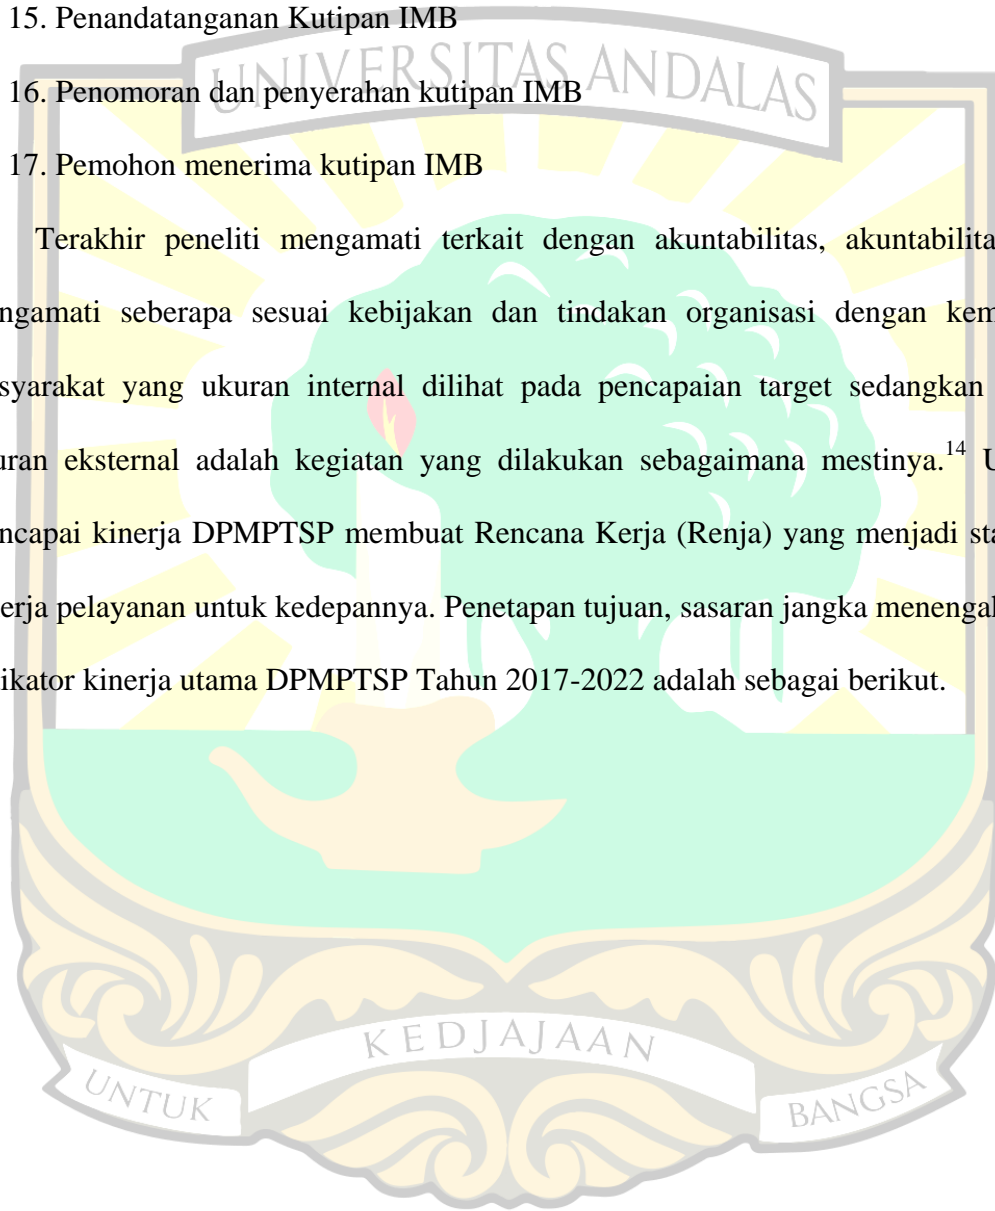 15. Penandatanganan Kutipan IMB
UNIVERSITAS ANDALAS
16. Penomoran dan penyerahan kutipan IMB
17. Pemohon menerima kutipan IMB
Terakhir peneliti mengamati terkait dengan akuntabilitas, akuntabilita
ngamati seberapa sesuai kebijakan dan tindakan organisasi dengan kem
syarakat yang ukuran internal dilihat pada pencapaian target sedangkan
uran eksternal adalah kegiatan yang dilakukan sebagaimana mestinya.14 U
ncapai kinerja DPMPTSP membuat Rencana Kerja (Renja) yang menjadi sta
erja pelayanan untuk kedepannya. Penetapan tujuan, sasaran jangka menengah
ikator kinerja utama DPMPTSP Tahun 2017-2022 adalah sebagai berikut.
UNTUK KEDJAJAAN BANGSA